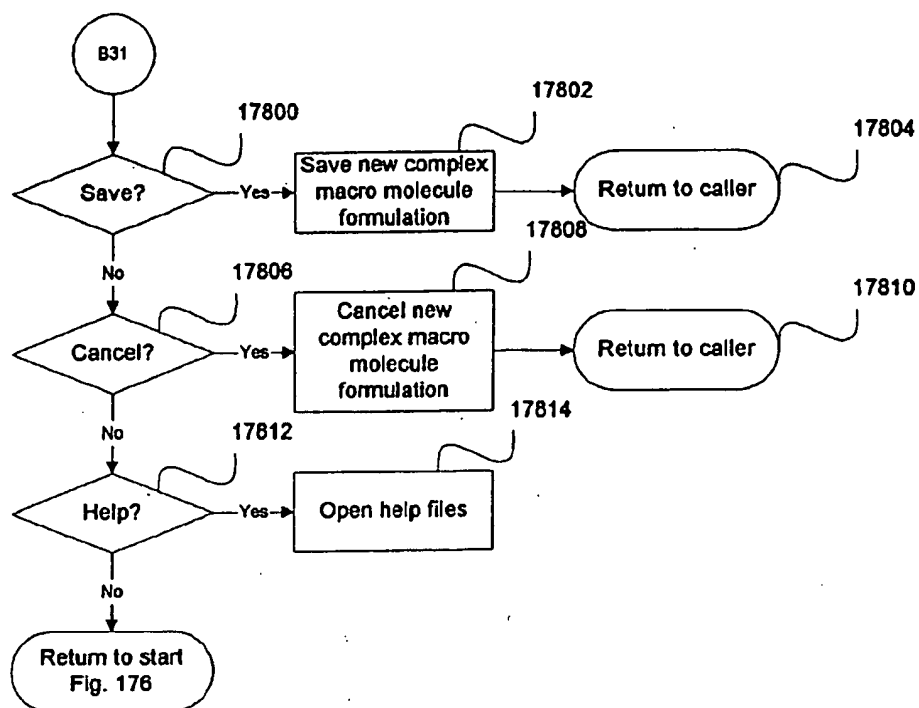 B31
17800
Save?
Yes
Save new complex
macro molecule
formulation
17802
Return to caller
17804
No
17806
Cancel?
Yes
Cancel new
complex macro
molecule
formulation
17808
Return to caller
17810
No
17812
Help?
Yes
Open help files
17814
No
Return to start
Fig. 176